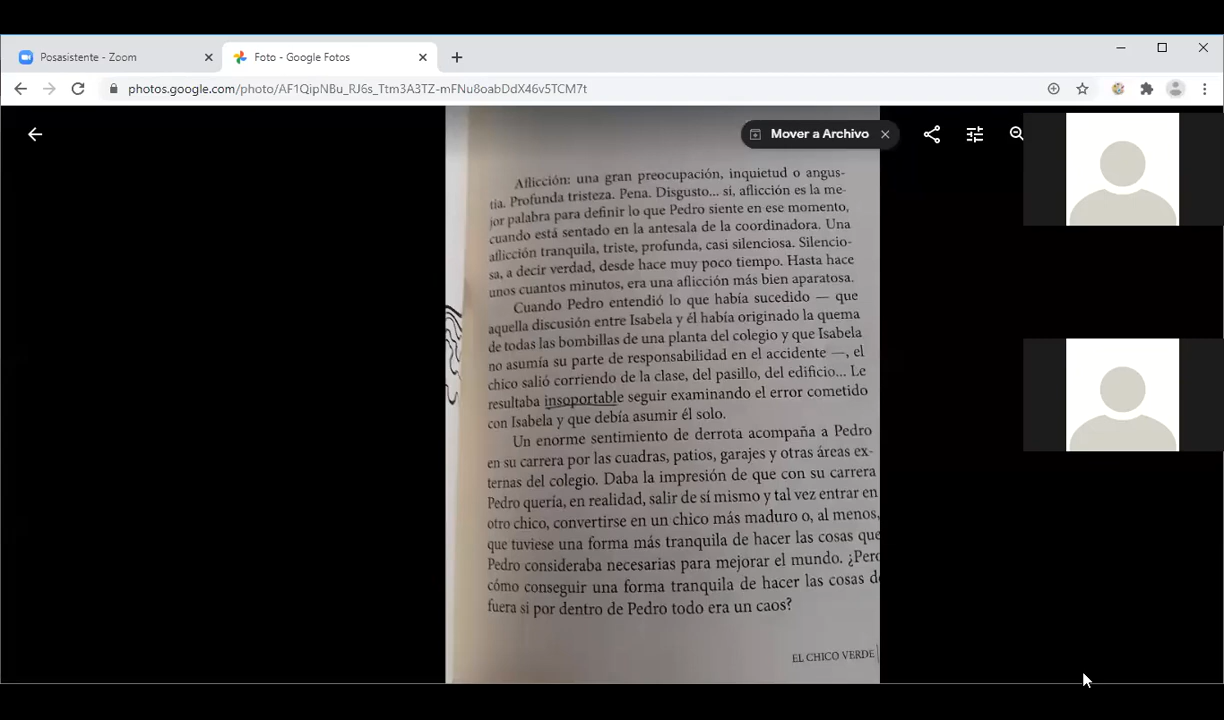 Posasistente - Zoom
Foto - Google Fotos
photos.google.com/photo/AF1QipNBu_RJ6s_Ttm3A3TZ-mFNu8oabDdX46v5TCM7t
Mover a Archivo
Aflicción: una gran preocupación, inquietud o angus-
tia. Profunda tristeza. Pena. Disgusto... sí, aflicción es la me-
jor palabra para definir lo que Pedro siente en ese momento,
cuando está sentado en la antesala de la coordinadora. Una
aflicción tranquila, triste, profunda, casi silenciosa. Silencio-
sa, a decir verdad, desde hace muy poco tiempo. Hasta hace
unos cuantos minutos, era una aflicción más bien aparatosa.
Cuando Pedro entendió lo que había sucedido — que
aquella discusión entre Isabela y él había originado la quema
de todas las bombillas de una planta del colegio y que Isabela
no asumía su parte de responsabilidad en el accidente —, el
chico salió corriendo de la clase, del pasillo, del edificio... Le
resultaba insoportable seguir examinando el error cometido
con Isabela y que debía asumir él solo.
Un enorme sentimiento de derrota acompaña a Pedro
en su carrera por las cuadras, patios, garajes y otras áreas ex-
ternas del colegio. Daba la impresión de que con su carrera
Pedro quería, en realidad, salir de sí mismo y tal vez entrar en
otro chico, convertirse en un chico más maduro o, al menos,
que tuviese una forma más tranquila de hacer las cosas que
Pedro consideraba necesarias para mejorar el mundo. ¿Pero
cómo conseguir una forma tranquila de hacer las cosas de
fuera si por dentro de Pedro todo era un caos?
EL CHICO VERDE